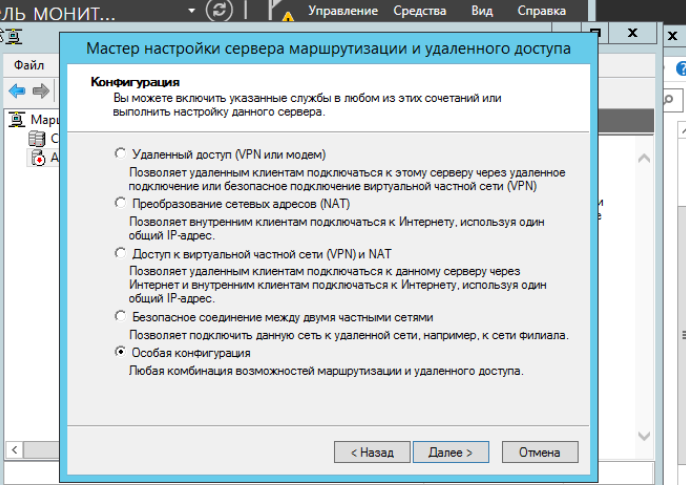 ЛЬ МОНИТ...
Управление Средства Вид Справка
Файл
Мастер настройки сервера маршрутизации и удаленного доступа
Конфигурация
Вы можете включить указанные службы в любом из этих сочетаний или
выполнить настройку данного сервера.
Удаленный доступ (VPN или модем)
Позволяет удаленным клиентам подключаться к этому серверу через удаленное
подключение или безопасное подключение виртуальной частной сети (VPN)
Преобразование сетевых адресов (NAT)
Позволяет внутренним клиентам подключаться к Интернету, используя один
общий IP-адрес.
Доступ к виртуальной частной сети (VPN) и NAT
Позволяет удаленным клиентам подключаться к данному серверу через
Интернет и внутренним клиентам подключаться к Интернету, используя один
общий IP-адрес.
Безопасное соединение между двумя частными сетями
Позволяет подключить данную сеть к удаленной сети, например, к сети филиала.
Особая конфигурация
Любая комбинация возможностей маршрутизации и удаленного доступа.
< Назад Далее > Отмена